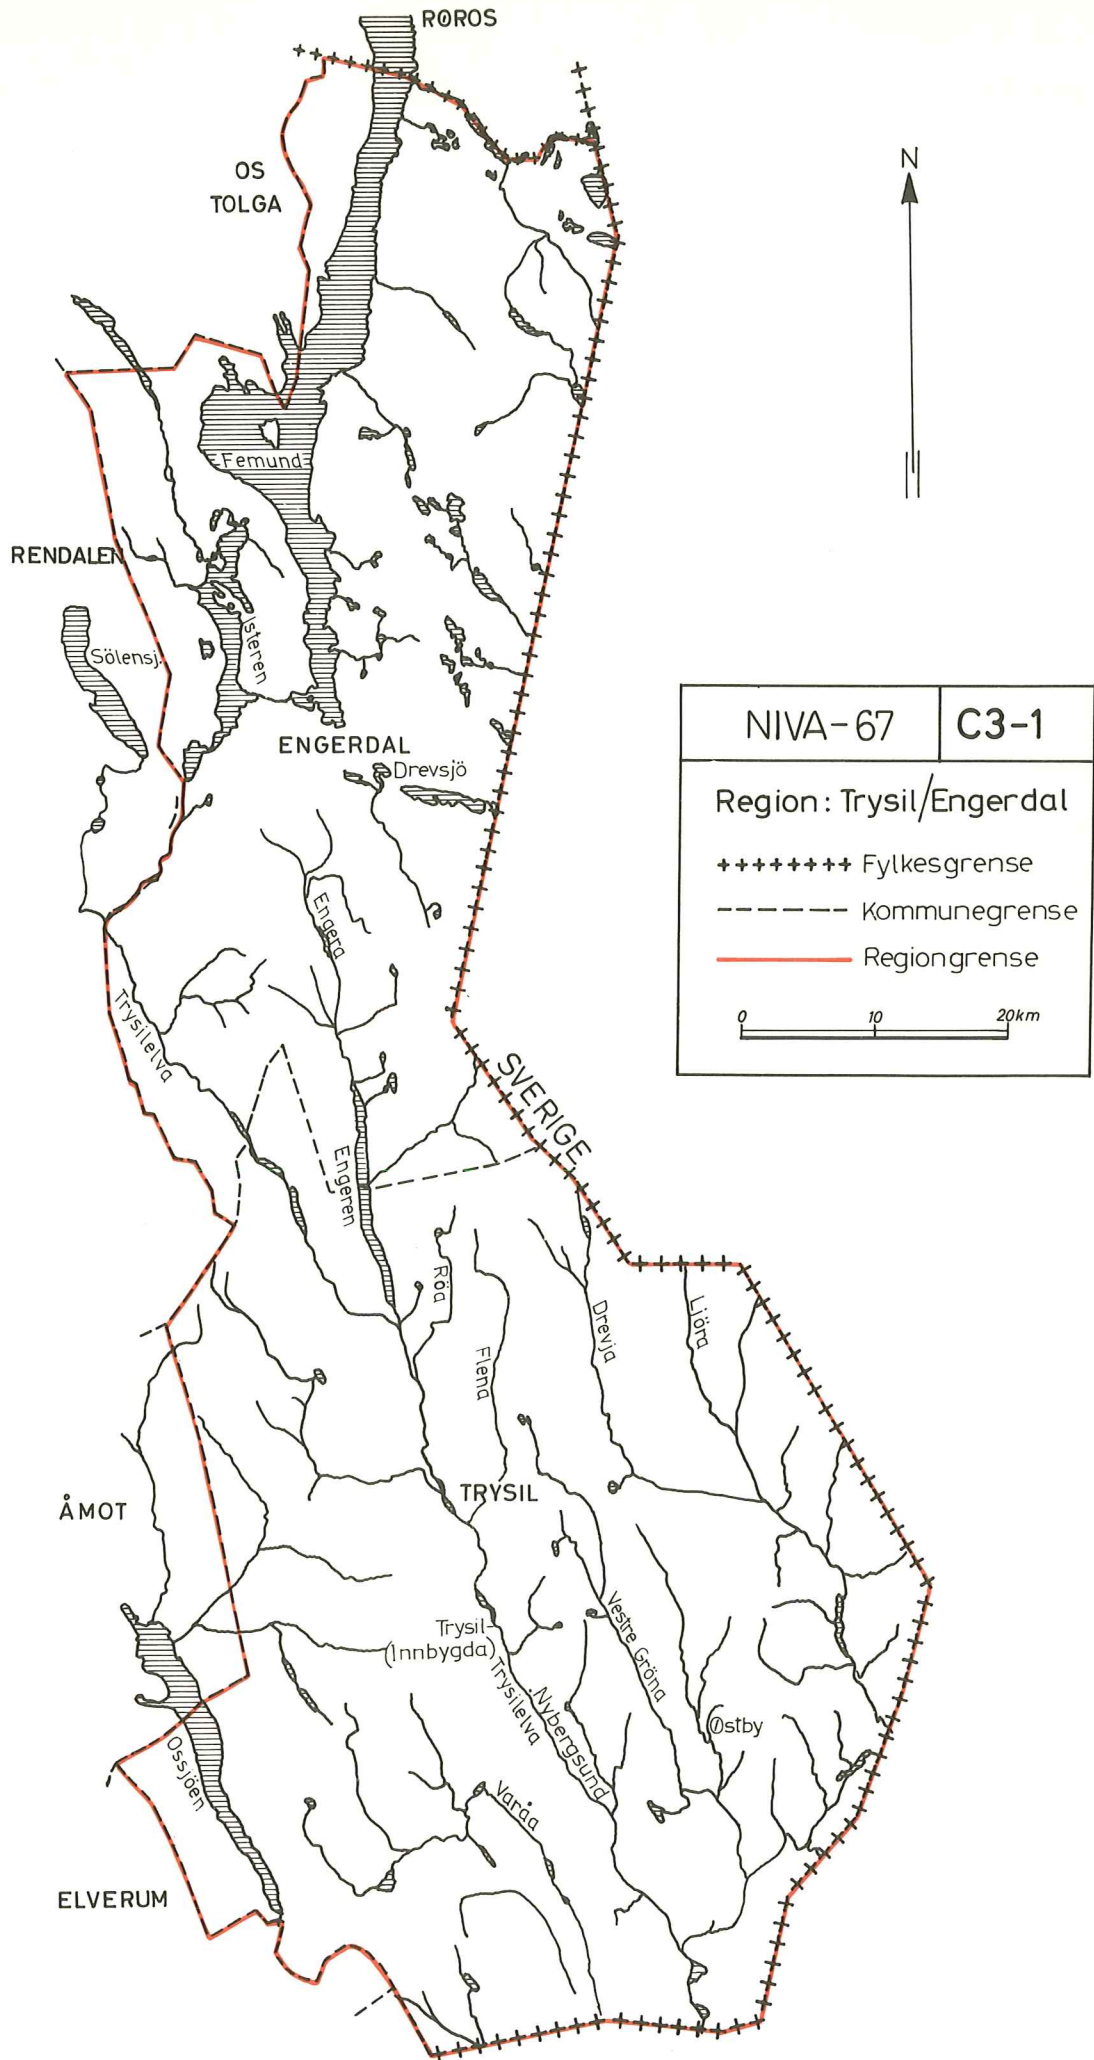 RØROS
OS
TOLGA
N
Femund
RENDALEN
Isteren
Sölensj.
ENGERDAL
Drevsjö
NIVA-67
C3-1
Region: Trysil/Engerdal
Fylkesgrense
Kommunegrense
Regiongrense
0 10 20km
Engera
Trysilelva
SVERIGE
Engeren
Röa
Flena
Drevja
Ljöra
TRYSIL
ÅMOT
Trysil-
(Innbygda)
Trysilelva
Nybergsund
Vestre Gröna
Østby
Ossjöen
Varåa
ELVERUM